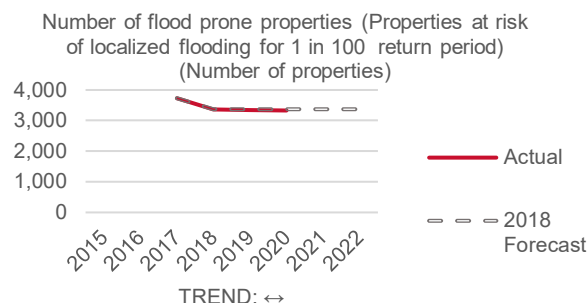 Number of flood prone properties (Properties at risk
of localized flooding for 1 in 100 return period)
(Number of properties)
4,000
3,000
2,000
1,000
0
2015
2016
2017
2018
2019
2020
2021
2022
Actual
2018
Forecast
TREND: ↔